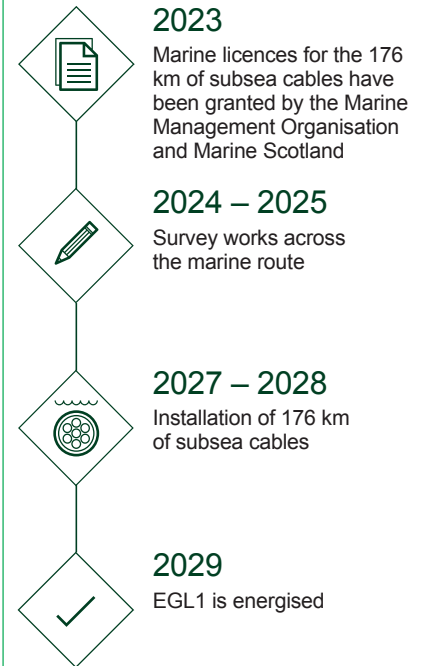 2023
Marine licences for the 176
km of subsea cables have
been granted by the Marine
Management Organisation
and Marine Scotland
2024 – 2025
Survey works across
the marine route
2027 – 2028
Installation of 176 km
of subsea cables
2029
EGL1 is energised